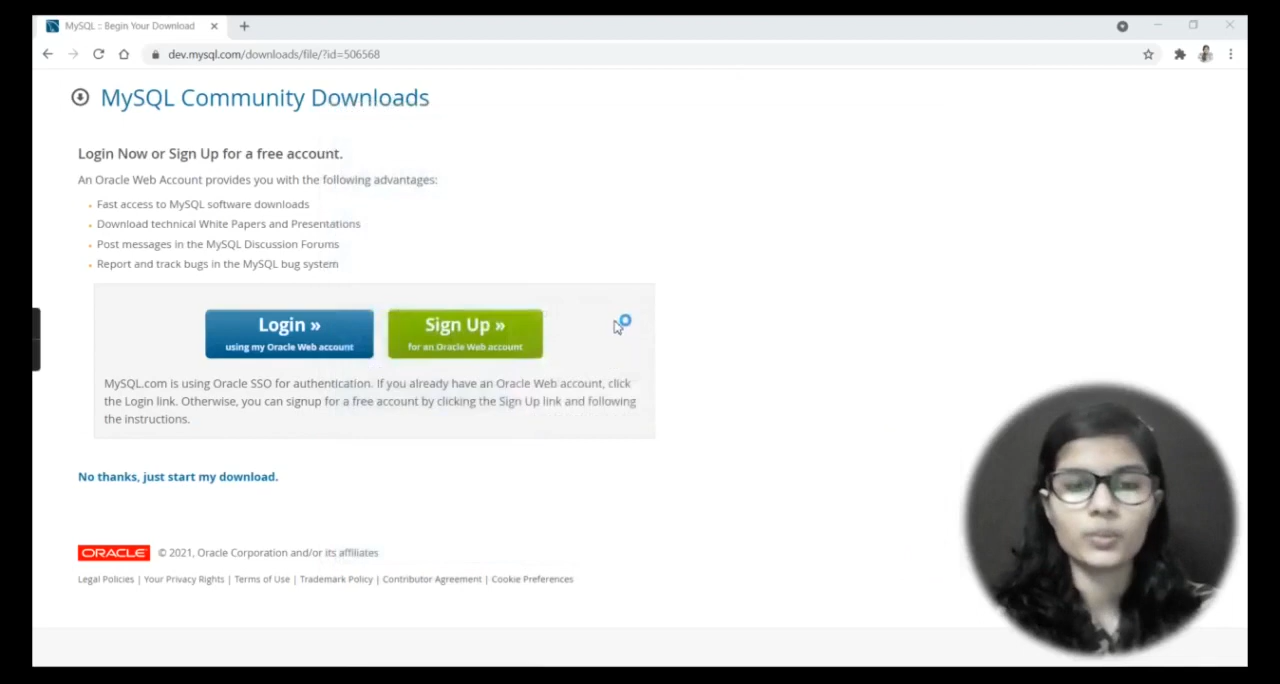 MySQL :: Begin Your Download
dev.mysql.com/downloads/file/?id=506568
MySQL Community Downloads
Login Now or Sign Up for a free account.
An Oracle Web Account provides you with the following advantages:
Fast access to MySQL software downloads
Download technical White Papers and Presentations
Post messages in the MySQL Discussion Forums
Report and track bugs in the MySQL bug system
Login »
using my Oracle Web account
Sign Up »
for an Oracle Web account
MySQL.com is using Oracle SSO for authentication. If you already have an Oracle Web account, click
the Login link. Otherwise, you can signup for a free account by clicking the Sign Up link and following
the instructions.
No thanks, just start my download.
ORACLE © 2021, Oracle Corporation and/or its affiliates
Legal Policies | Your Privacy Rights | Terms of Use | Trademark Policy | Contributor Agreement | Cookie Preferences